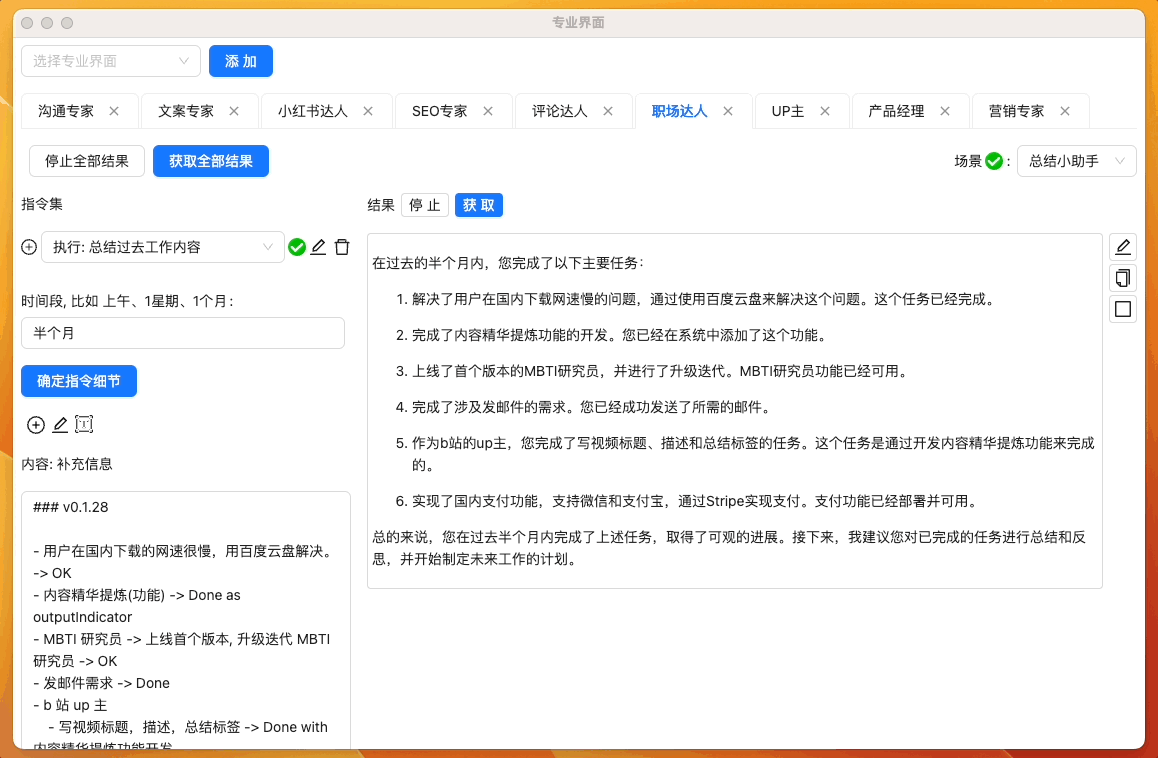 专业界面
选择专业界面 添 加
沟通专家 文案专家 小红书达人 SEO专家 评论达人 职场达人 UP主 产品经理 营销专家
停止全部结果 获取全部结果 场景 : 总结小助手
指令集
执行: 总结过去工作内容
时间段, 比如 上午、1星期、1个月:
半个月
确定指令细节
内容: 补充信息
### v0.1.28
- 用户在国内下载的网速很慢，用百度云盘解决。
-> OK
- 内容精华提炼(功能) -> Done as
outputIndicator
- MBTI 研究员 -> 上线首个版本, 升级迭代 MBTI
研究员 -> OK
- 发邮件需求 -> Done
- b 站 up 主
- 写视频标题，描述，总结标签 -> Done with
内容精华提炼功能开发
结果 停 止 获 取
在过去的半个月内，您完成了以下主要任务：
1. 解决了用户在国内下载网速慢的问题，通过使用百度云盘来解决这个问题。这个任务已经完成。
2. 完成了内容精华提炼功能的开发。您已经在系统中添加了这个功能。
3. 上线了首个版本的MBTI研究员，并进行了升级迭代。MBTI研究员功能已经可用。
4. 完成了涉及发邮件的需求。您已经成功发送了所需的邮件。
5. 作为b站的up主，您完成了写视频标题、描述和总结标签的任务。这个任务是通过开发内容精华提炼功能来完成
的。
6. 实现了国内支付功能，支持微信和支付宝，通过Stripe实现支付。支付功能已经部署并可用。
总的来说，您在过去半个月内完成了上述任务，取得了可观的进展。接下来，我建议您对已完成的任务进行总结和反
思，并开始制定未来工作的计划。